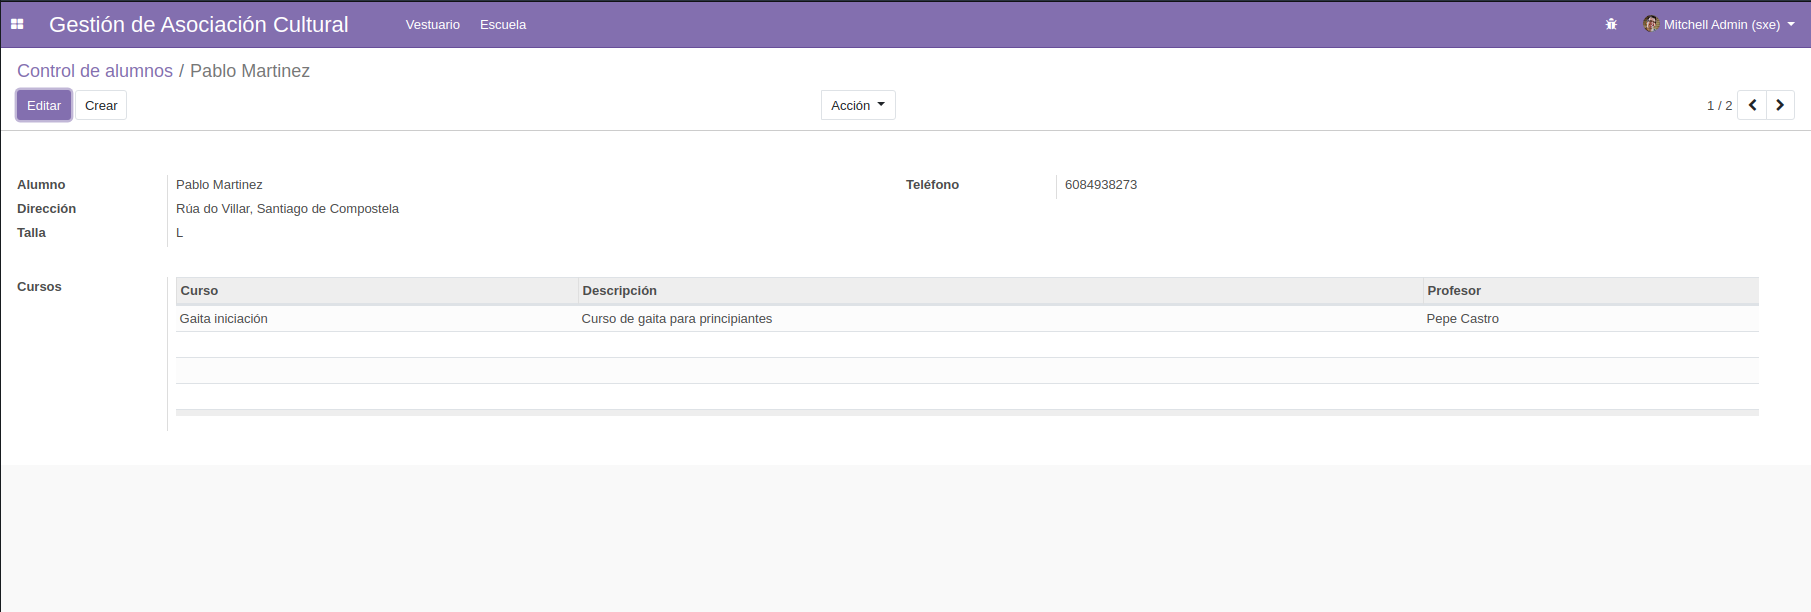 Gestión de Asociación Cultural Vestuario Escuela Mitchell Admin (sxe)
Control de alumnos / Pablo Martinez
Editar Crear Acción 1 / 2
Alumno Pablo Martinez Teléfono 6084938273
Dirección Rúa do Villar, Santiago de Compostela
Talla L
Cursos Curso Descripción Profesor
Gaita iniciación Curso de gaita para principiantes Pepe Castro